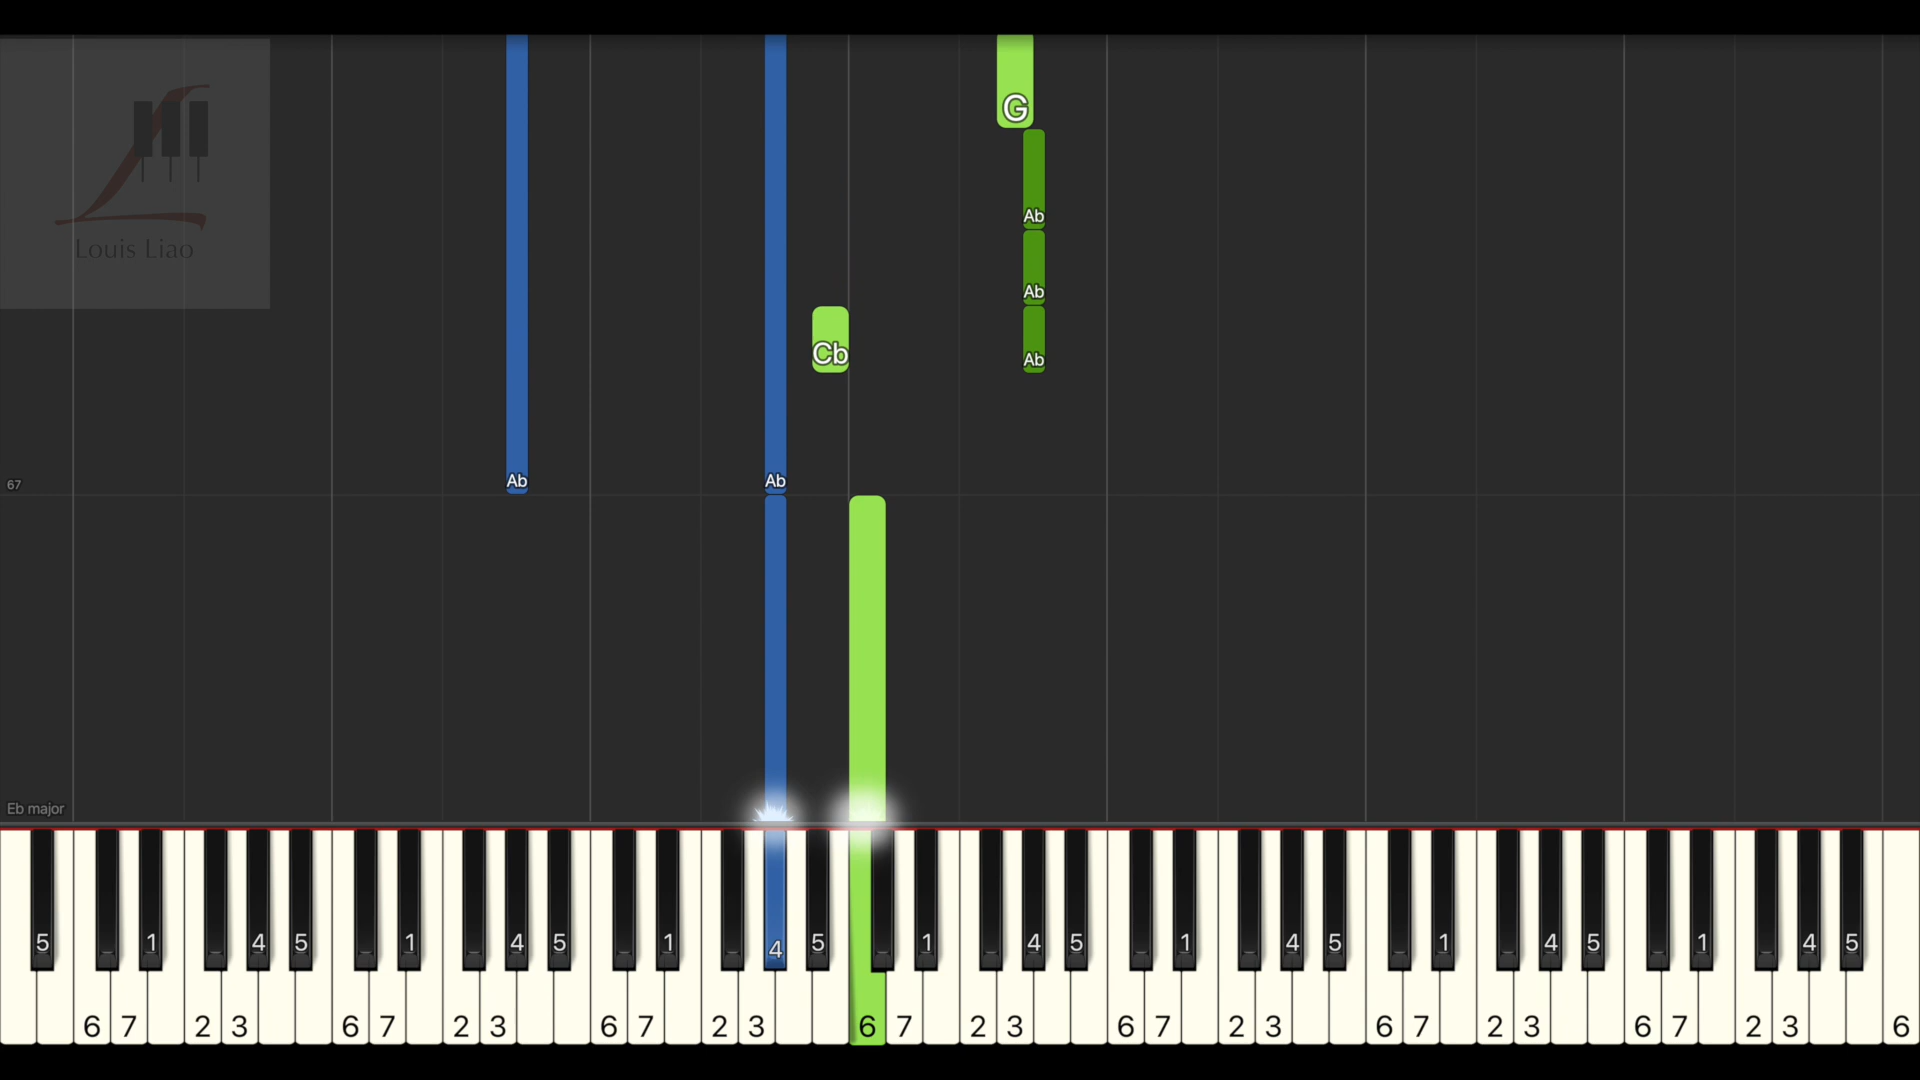 G
Ab
Ab
Cb
Ab
Louis Liao
Ab Ab
67
Eb major
5 1 4 5 1 4 5 1 4 5 1 4 5 1 4 5 1 4 5 1 4 5
6 7 2 3 6 7 2 3 6 7 2 3 6 7 2 3 6 7 2 3 6 7 2 3 6 7 2 3 6